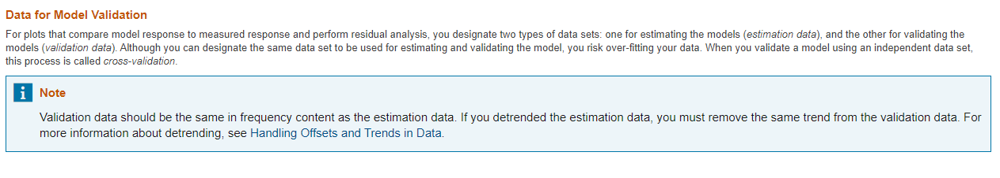 Data for Model Validation
For plots that compare model response to measured response and perform residual analysis, you designate two types of data sets: one for estimating the models (estimation data), and the other for validating the
models (validation data). Although you can designate the same data set to be used for estimating and validating the model, you risk over-fitting your data. When you validate a model using an independent data set,
this process is called cross-validation.
i Note
Validation data should be the same in frequency content as the estimation data. If you detrended the estimation data, you must remove the same trend from the validation data. For
more information about detrending, see Handling Offsets and Trends in Data.